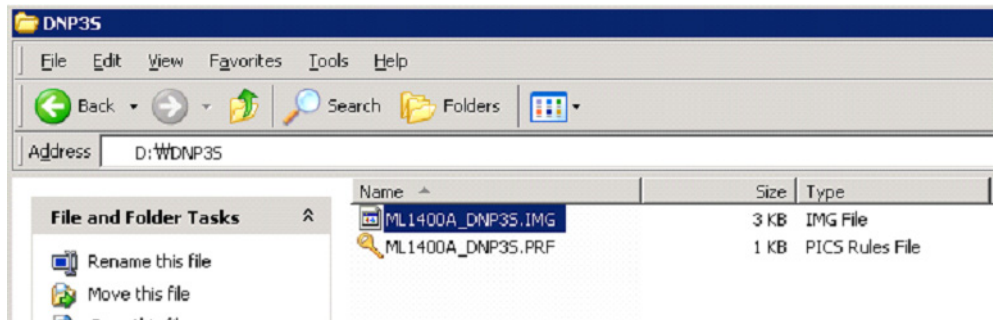 DNP3S
File Edit View Favorites Tools Help
Back Search Folders
Address D:₩DNP3S
Name Size Type
File and Folder Tasks
ML1400A_DNP3S.IMG 3 KB IMG File
ML1400A_DNP3S.PRF 1 KB PICS Rules File
Rename this file
Move this file